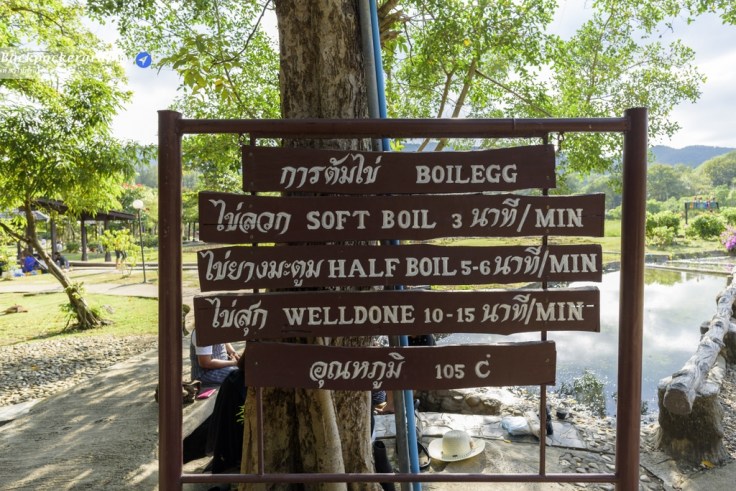 การต้มไข่ BOILEGG
ไข่ลวก SOFT BOIL 3 นาที/MIN
ไข่ยางมะตูม HALF BOIL 5-6 นาที/MIN
ไข่สุก WELLDONE 10-15 นาที/MIN
อุณหภูมิ 105 C